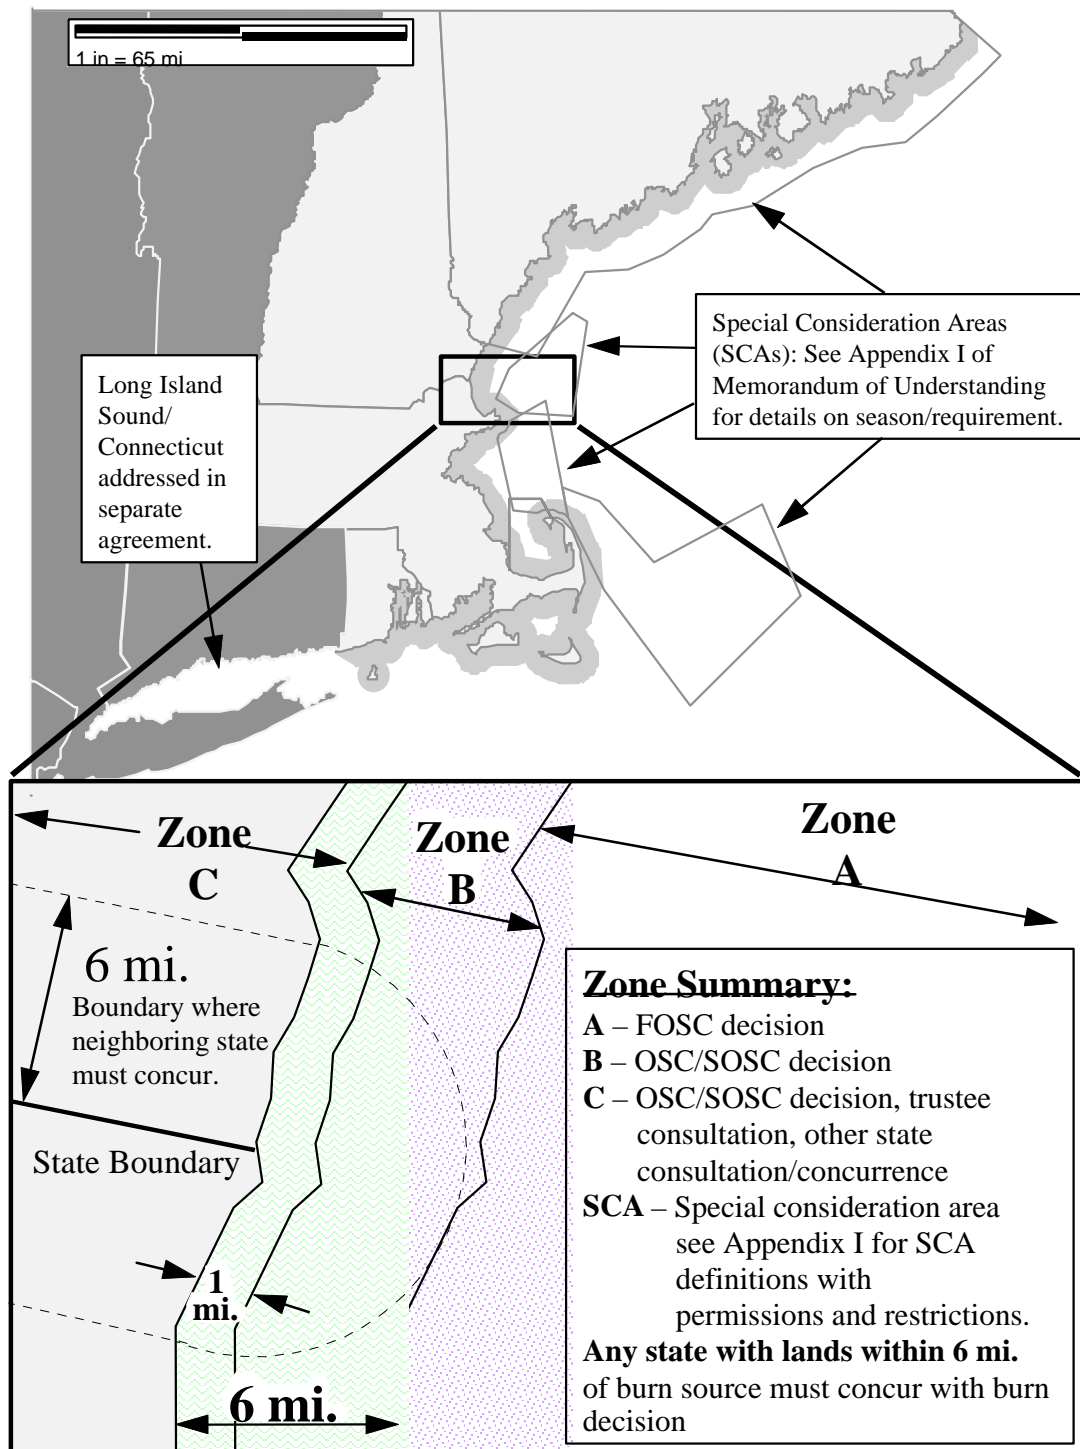 1 in = 65 mi
Long Island
Sound/
Connecticut
addressed in
separate
agreement.
Special Consideration Areas
(SCAs): See Appendix I of
Memorandum of Understanding
for details on season/requirement.
Zone
C
Zone
B
Zone
A
6 mi.
Boundary where
neighboring state
must concur.
State Boundary
1
mi.
6 mi.
Zone Summary:
A – FOSC decision
B – OSC/SOSC decision
C – OSC/SOSC decision, trustee
consultation, other state
consultation/concurrence
SCA – Special consideration area
see Appendix I for SCA
definitions with
permissions and restrictions.
Any state with lands within 6 mi.
of burn source must concur with burn
decision